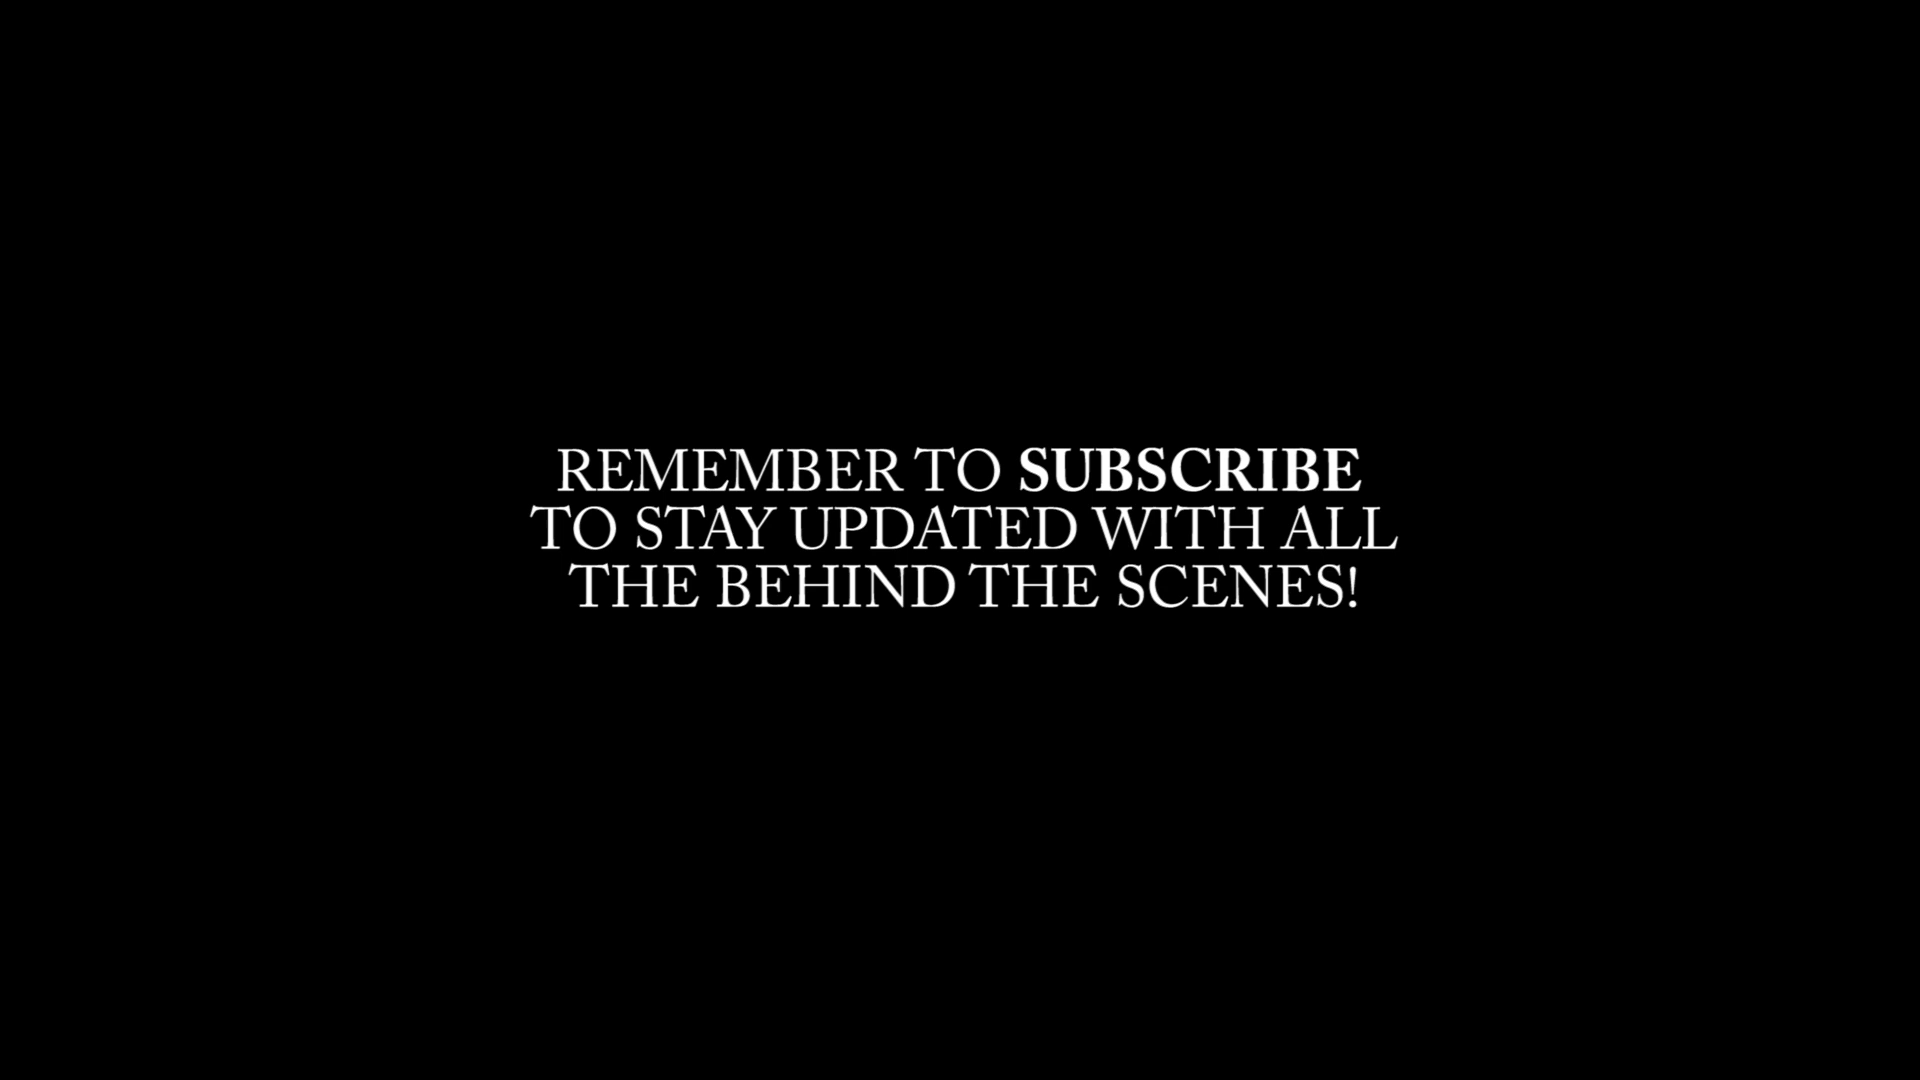 REMEMBER TO SUBSCRIBE
TO STAY UPDATED WITH ALL
THE BEHIND THE SCENES!